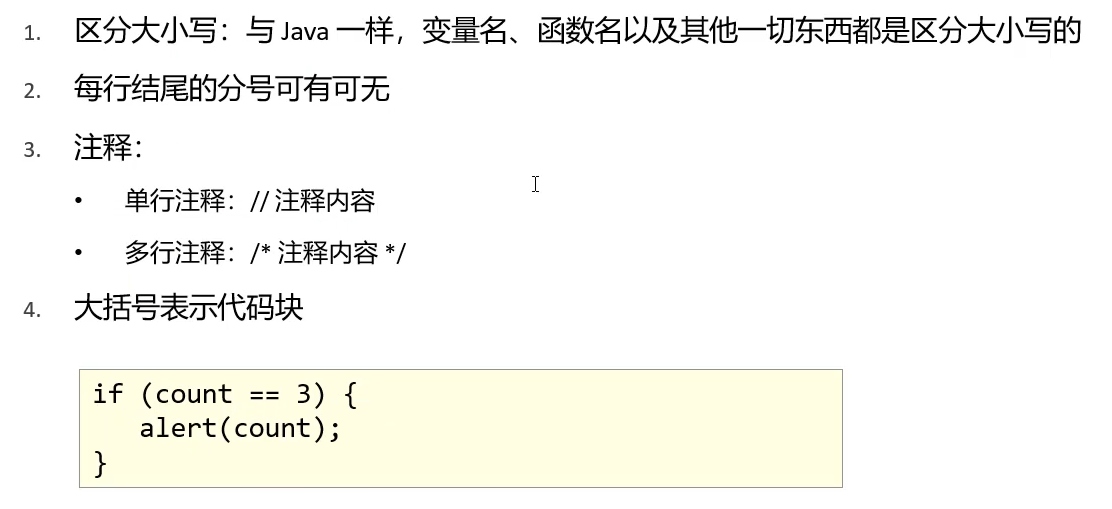 1. 区分大小写：与 Java 一样，变量名、函数名以及其他一切东西都是区分大小写的
2. 每行结尾的分号可有可无
3. 注释：
• 单行注释：// 注释内容
• 多行注释：/* 注释内容 */
4. 大括号表示代码块
if (count == 3) {
   alert(count);
}